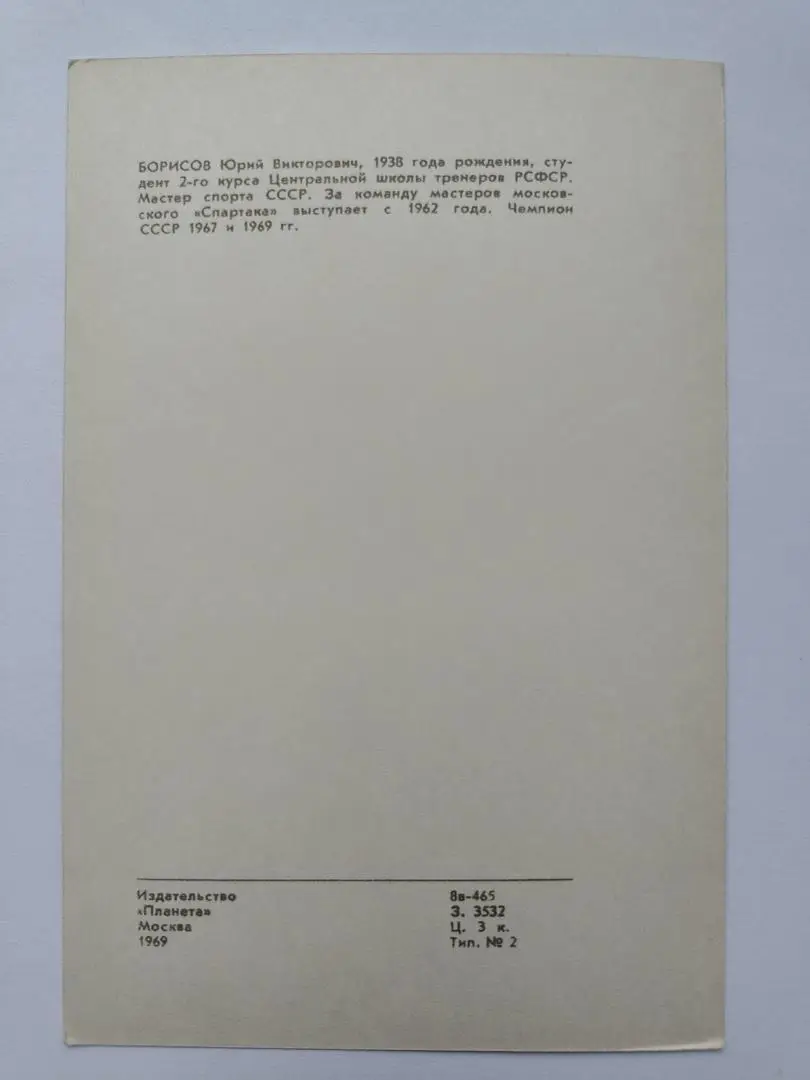 БОРИСОВ Юрий Викторович, 1938 года рождения, сту-
дент 2-го курса Центральной школы тренеров РСФСР.
Мастер спорта СССР. За команду мастеров москов-
ского «Спартака» выступает с 1962 года. Чемпион
СССР 1967 и 1969 гг.
Издательство
«Планета»
Москва
1969
8в-465
З. 3532
Ц. 3 к.
Тип. № 2